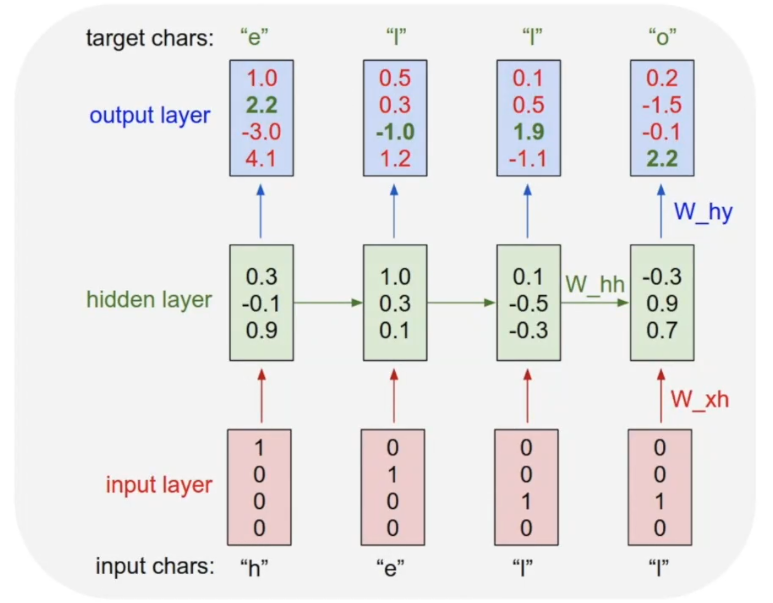 target chars: “e” “l” “l” “o”
output layer
1.0 0.5 0.1 0.2
2.2 0.3 0.5 -1.5
-3.0 -1.0 1.9 -0.1
4.1 1.2 -1.1 2.2
W_hy
hidden layer
0.3 1.0 0.1 -0.3
-0.1 0.3 -0.5 0.9
0.9 0.1 -0.3 0.7
W_hh
W_xh
input layer
1 0 0 0
0 1 0 0
0 0 1 1
0 0 0 0
input chars: “h” “e” “l” “l”